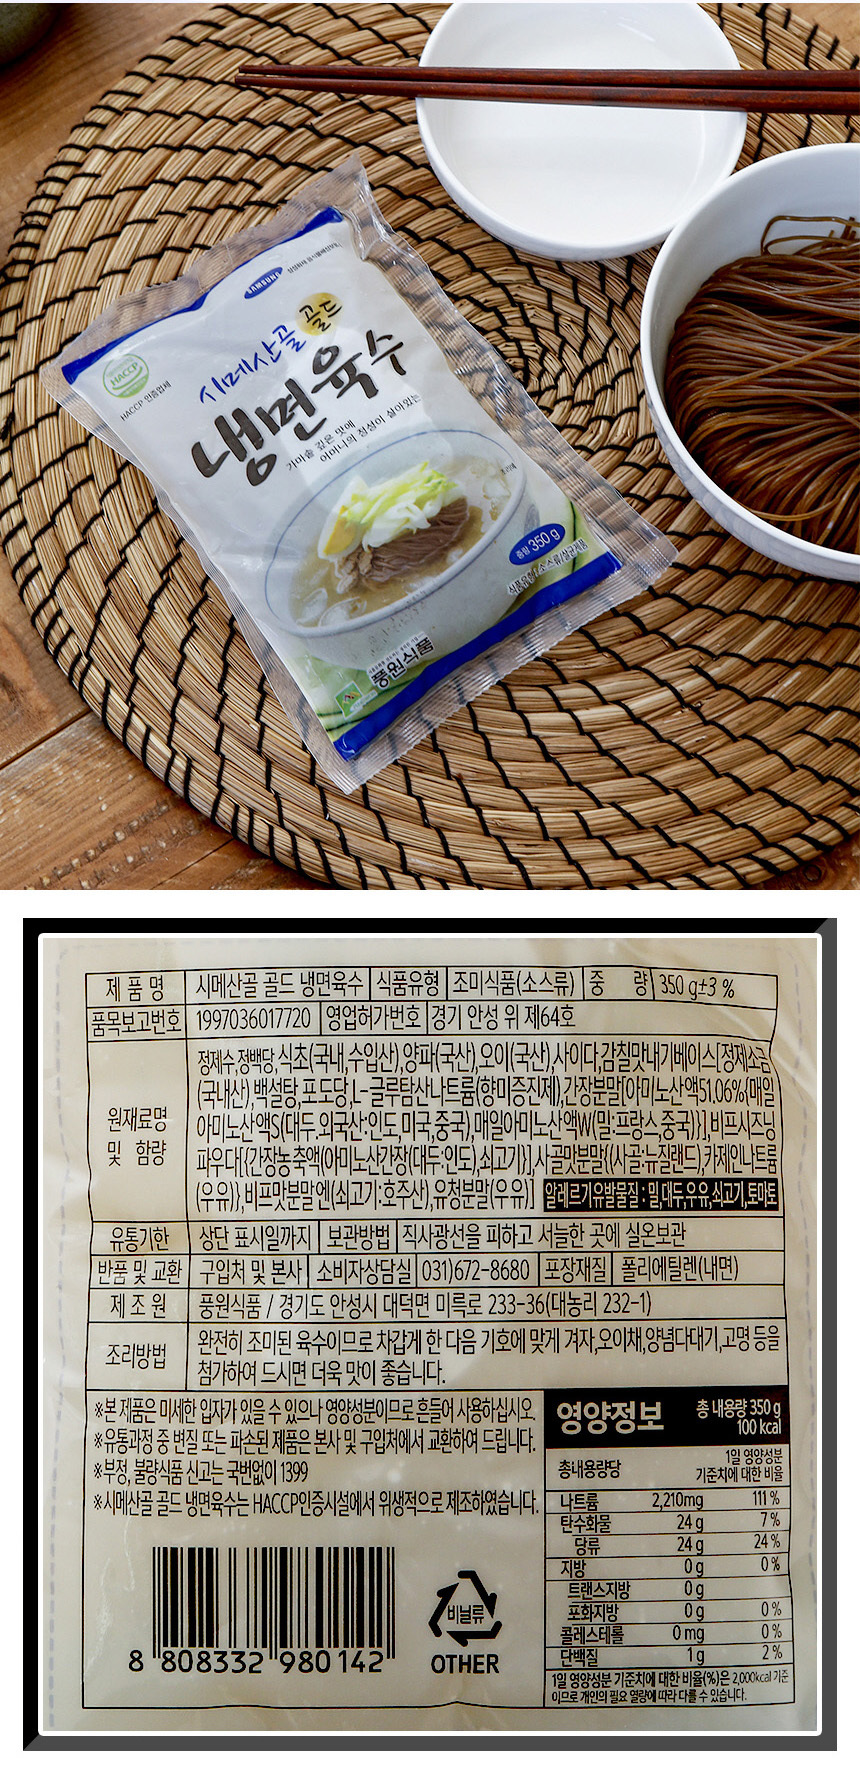 SAMSUNG
시메산골 골드
냉면육수
HACCP
HACCP 인증업체
가마솥 깊은 맛에
어머니의 정성이 살아있는
중량 350 g
식품유형:소스류/살균제품
풍원식품
제 품 명 시메산골 골드 냉면육수 식품유형 조미식품(소스류) 중 량 350 g±3 %
품목보고번호 1997036017720 영업허가번호 경기 안성 위 제64호
원재료명 및 함량
정제수,정백당,식초(국내,수입산),양파(국산),오이(국산),사이다,감칠맛내기베이스[정제소금
(국내산),백설탕,포도당,L-글루탐산나트륨(향미증진제),간장분말[아미노산액51.06%{매일
아미노산액S(대두.외국산:인도,미국,중국),매일아미노산액W(밀:프랑스,중국)}],비프시즈닝
파우다[{간장농축액(아미노산간장(대두:인도),쇠고기)}],사골맛분말{(사골:뉴질랜드),카제인나트륨
(우유)},비프맛분말엔(쇠고기:호주산),유청분말(우유)] 알레르기유발물질 : 밀,대두,우유,쇠고기,토마토
유통기한 상단 표시일까지 보관방법 직사광선을 피하고 서늘한 곳에 실온보관
반품 및 교환 구입처 및 본사 소비자상담실 031)672-8680 포장재질 폴리에틸렌(내면)
제 조 원 풍원식품 / 경기도 안성시 대덕면 미륵로 233-36(대농리 232-1)
조리방법 완전히 조미된 육수이므로 차갑게 한 다음 기호에 맞게 겨자,오이채,양념다대기,고명 등을
첨가하여 드시면 더욱 맛이 좋습니다.
※본 제품은 미세한 입자가 있을 수 있으나 영양성분이므로 흔들어 사용하십시오.
※유통과정 중 변질 또는 파손된 제품은 본사 및 구입처에서 교환하여 드립니다.
※부정, 불량식품 신고는 국번없이 1399
※시메산골 골드 냉면육수는 HACCP인증시설에서 위생적으로 제조하였습니다.
8 808332 980142
비닐류
OTHER
영양정보 총 내용량 350 g
100 kcal
총내용량당 1일 영양성분
기준치에 대한 비율
나트륨 2,210mg 111 %
탄수화물 24 g 7 %
당류 24 g 24 %
지방 0 g 0 %
트랜스지방 0 g
포화지방 0 g 0 %
콜레스테롤 0 mg 0 %
단백질 1 g 2 %
1일 영양성분 기준치에 대한 비율(%)은 2,000kcal 기준
이므로 개인의 필요 열량에 따라 다를 수 있습니다.